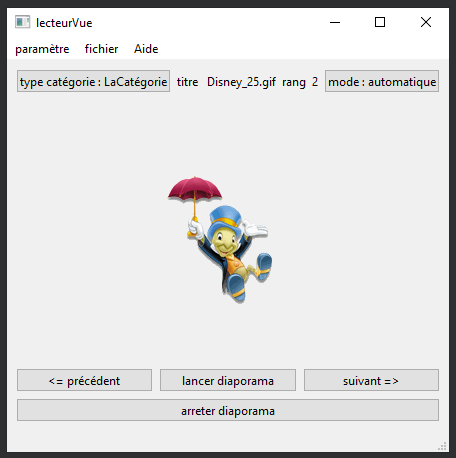 lecteurVue
paramètre fichier Aide
type catégorie : LaCatégorie titre Disney_25.gif rang 2 mode : automatique
<= précédent lancer diaporama suivant =>
arreter diaporama